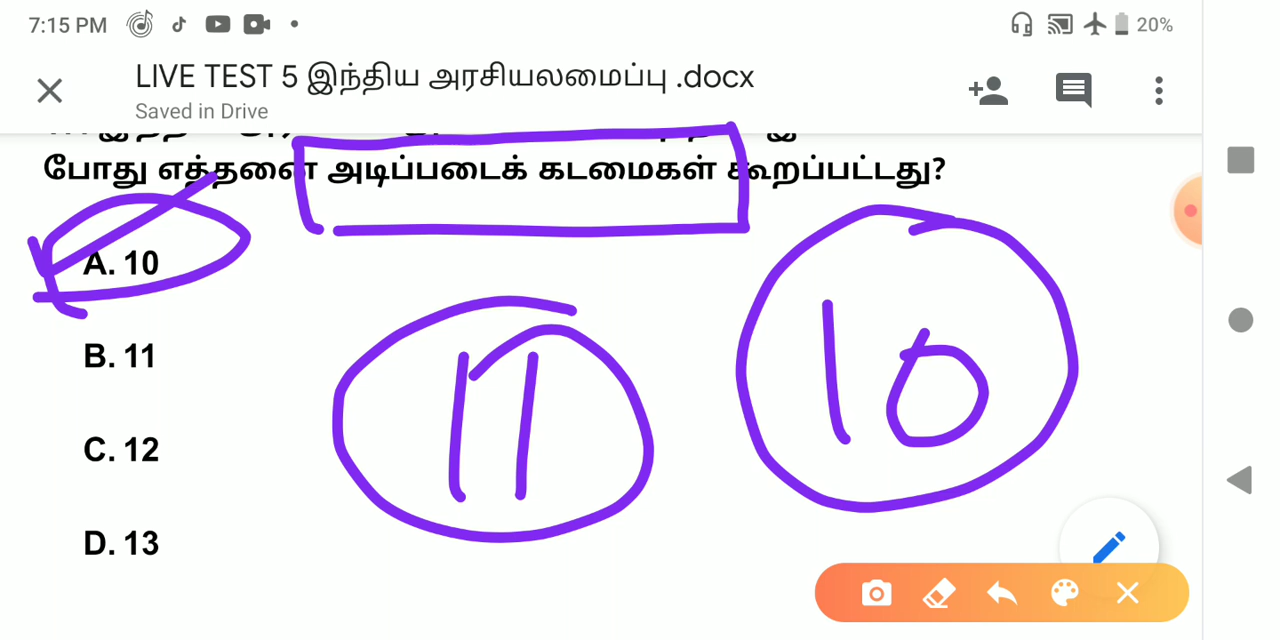 7:15 PM 20%
LIVE TEST 5 இந்திய அரசியலமைப்பு .docx
Saved in Drive
போது எத்தனை அடிப்படைக் கடமைகள் கூறப்பட்டது?
A. 10
B. 11
C. 12
D. 13
11 10